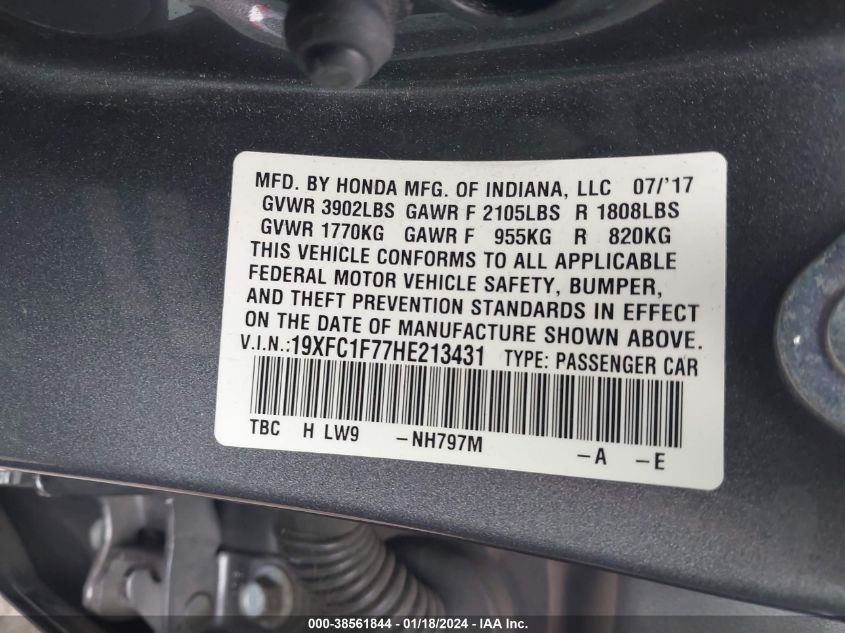 MFD. BY HONDA MFG. OF INDIANA, LLC 07/'17
GVWR 3902LBS GAWR F 2105LBS R 1808LBS
GVWR 1770KG GAWR F 955KG R 820KG
THIS VEHICLE CONFORMS TO ALL APPLICABLE
FEDERAL MOTOR VEHICLE SAFETY, BUMPER,
AND THEFT PREVENTION STANDARDS IN EFFECT
ON THE DATE OF MANUFACTURE SHOWN ABOVE.
V.I.N.:19XFC1F77HE213431 TYPE: PASSENGER CAR
TBC H LW9 -NH797M -A -E
000-38561844 - 01/18/2024 - IAA Inc.